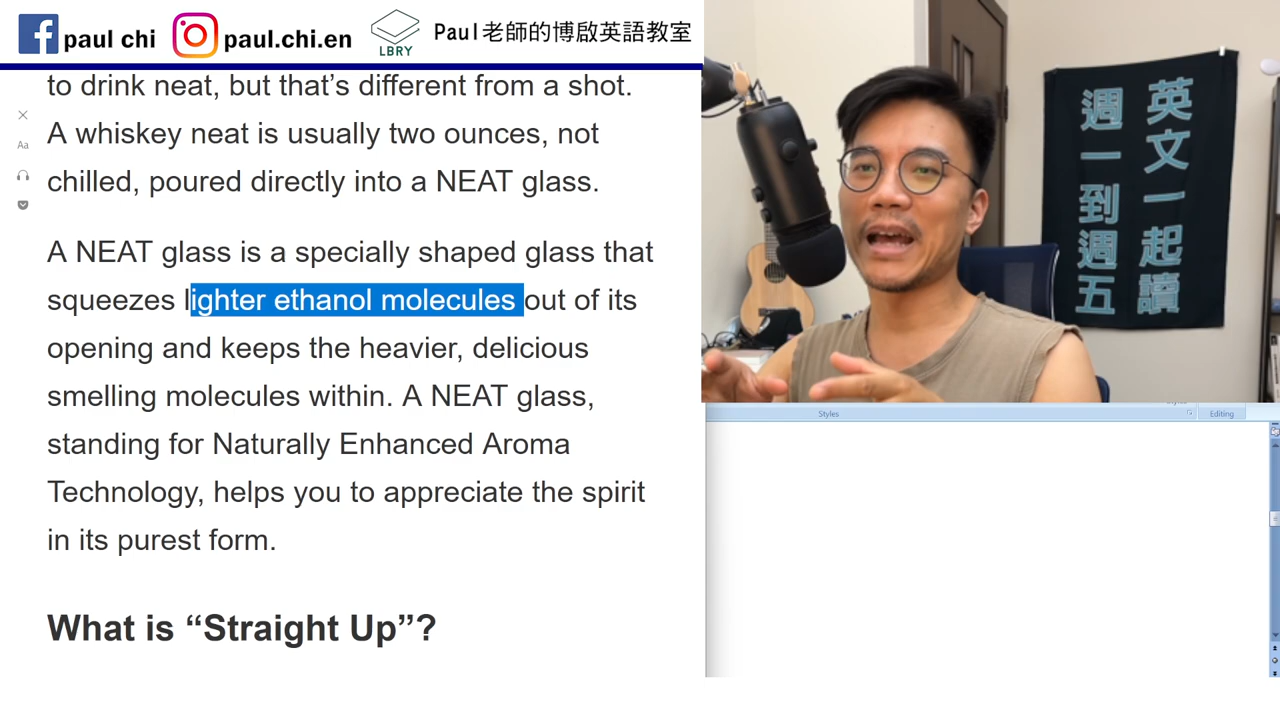 paul chi
paul.chi.en
LBRY
Paul老師的博啟英語教室
to drink neat, but that’s different from a shot.
A whiskey neat is usually two ounces, not
chilled, poured directly into a NEAT glass.
Aa
A NEAT glass is a specially shaped glass that
squeezes lighter ethanol molecules out of its
opening and keeps the heavier, delicious
smelling molecules within. A NEAT glass,
standing for Naturally Enhanced Aroma
Technology, helps you to appreciate the spirit
in its purest form.
What is “Straight Up”?
英文一起讀
週一到週五
Styles
Editing